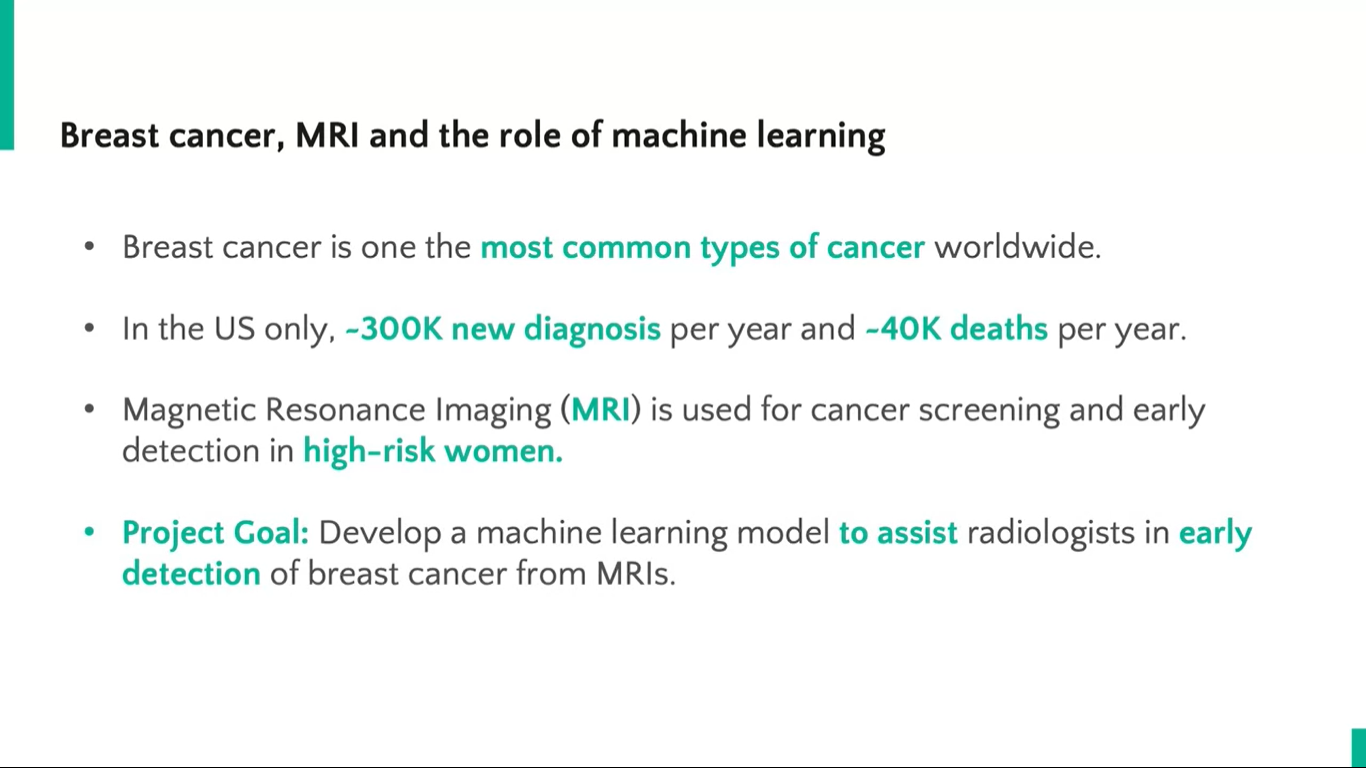 Breast cancer, MRI and the role of machine learning
• Breast cancer is one the most common types of cancer worldwide.
• In the US only, ~300K new diagnosis per year and ~40K deaths per year.
• Magnetic Resonance Imaging (MRI) is used for cancer screening and early
detection in high-risk women.
• Project Goal: Develop a machine learning model to assist radiologists in early
detection of breast cancer from MRIs.